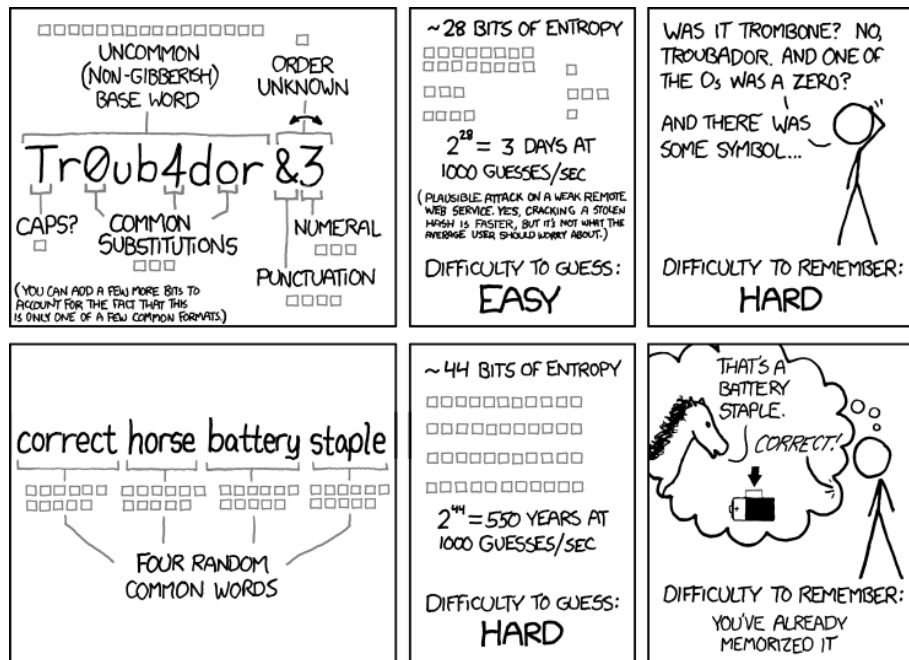 UNCOMMON
(NON-GIBBERISH)
BASE WORD
ORDER
UNKNOWN
Tr0ub4dor &3
CAPS?
COMMON
SUBSTITUTIONS
NUMERAL
PUNCTUATION
(YOU CAN ADD A FEW MORE BITS TO
ACCOUNT FOR THE FACT THAT THIS
IS ONLY ONE OF A FEW COMMON FORMATS.)
~28 BITS OF ENTROPY
2^28 = 3 DAYS AT
1000 GUESSES/SEC
(PLAUSIBLE ATTACK ON A WEAK REMOTE
WEB SERVICE. YES, CRACKING A STOLEN
HASH IS FASTER, BUT IT'S NOT WHAT THE
AVERAGE USER SHOULD WORRY ABOUT.)
DIFFICULTY TO GUESS:
EASY
WAS IT TROMBONE? NO,
TROUBADOR. AND ONE OF
THE Os WAS A ZERO?
AND THERE WAS
SOME SYMBOL...
DIFFICULTY TO REMEMBER:
HARD
correct horse battery staple
FOUR RANDOM
COMMON WORDS
~44 BITS OF ENTROPY
2^44 = 550 YEARS AT
1000 GUESSES/SEC
DIFFICULTY TO GUESS:
HARD
THAT'S A
BATTERY
STAPLE.
CORRECT!
DIFFICULTY TO REMEMBER:
YOU'VE ALREADY
MEMORIZED IT